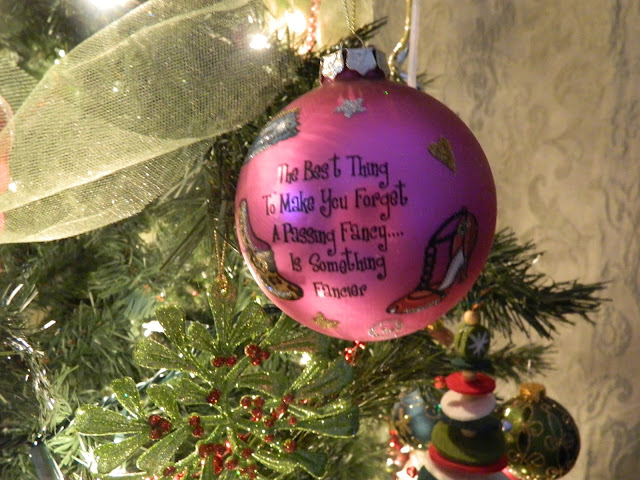 The Best Thing
To Make You Forget
A Passing Fancy....
Is Something
Fancier